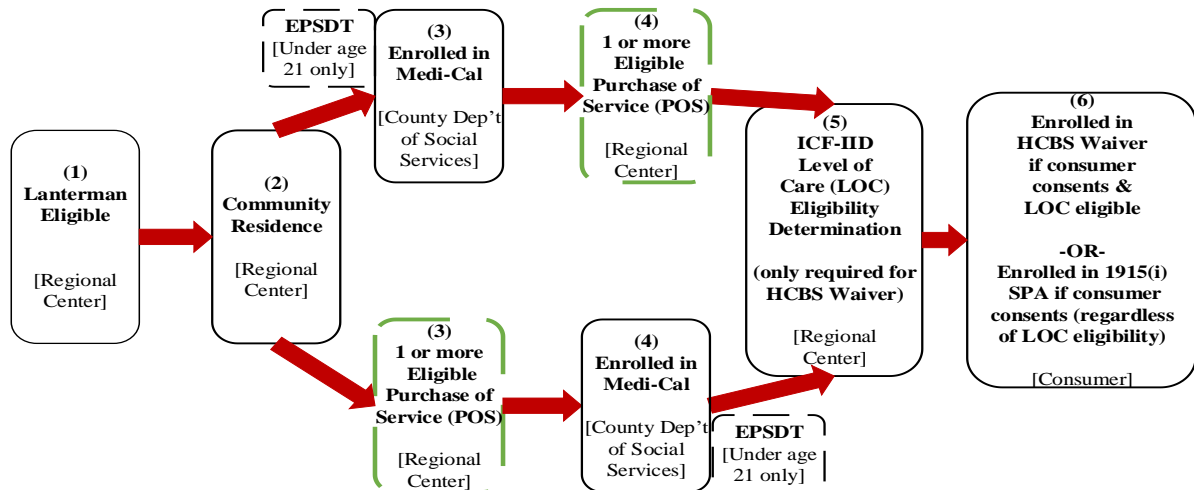 (1)
Lanterman
Eligible
[Regional
Center]
(2)
Community
Residence
[Regional
Center]
EPSDT
[Under age
21 only]
(3)
Enrolled in
Medi-Cal
[County Dep’t
of Social
Services]
(4)
1 or more
Eligible
Purchase of
Service (POS)
[Regional
Center]
(3)
1 or more
Eligible
Purchase of
Service (POS)
[Regional
Center]
(4)
Enrolled in
Medi-Cal
[County Dep’t
of Social
Services]
EPSDT
[Under age
21 only]
(5)
ICF-IID
Level of
Care (LOC)
Eligibility
Determination
(only required for
HCBS Waiver)
[Regional
Center]
(6)
Enrolled in
HCBS Waiver
if consumer
consents &
LOC eligible
-OR-
Enrolled in 1915(i)
SPA if consumer
consents (regardless
of LOC eligibility)
[Consumer]